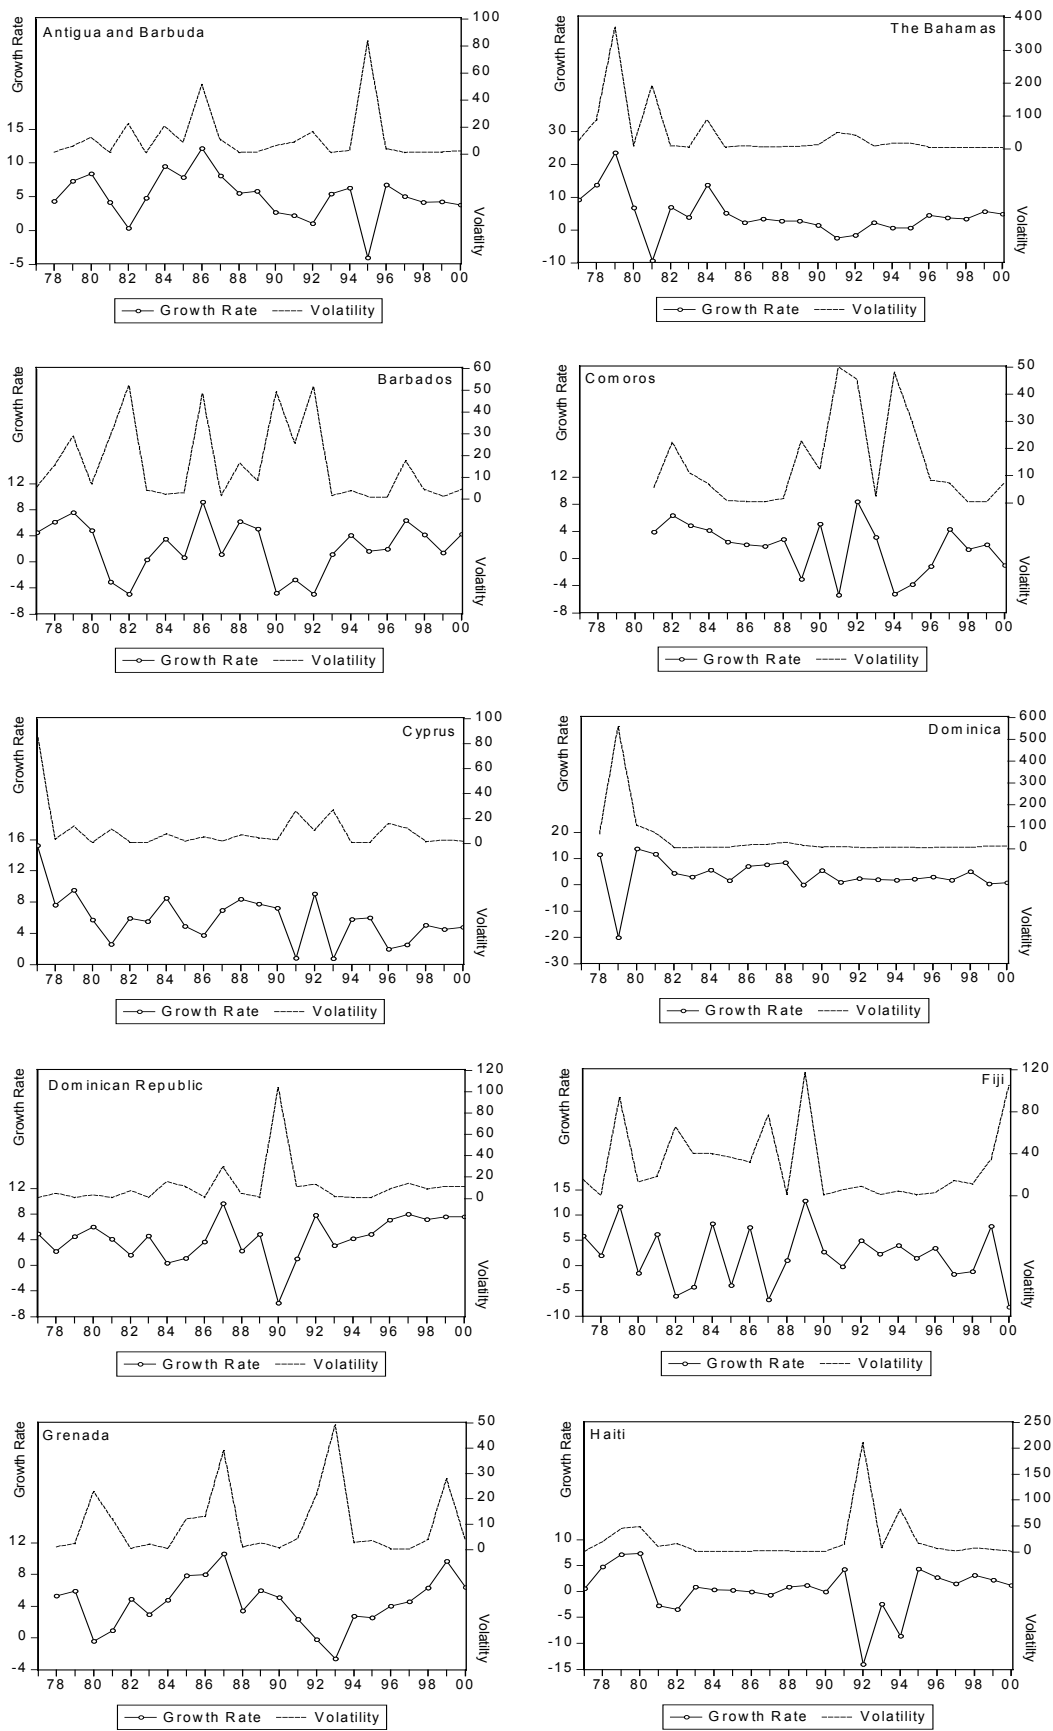 Antigua and Barbuda
Growth Rate
15 10 5 0 -5
100 80 60 40 20 0
Volatility
78 80 82 84 86 88 90 92 94 96 98 00
Growth Rate Volatility
The Bahamas
Growth Rate
30 20 10 0 -10
400 300 200 100 0
Volatility
78 80 82 84 86 88 90 92 94 96 98 00
Growth Rate Volatility
Barbados
Growth Rate
12 8 4 0 -4 -8
60 50 40 30 20 10 0
Volatility
78 80 82 84 86 88 90 92 94 96 98 00
Growth Rate Volatility
Comoros
Growth Rate
12 8 4 0 -4 -8
50 40 30 20 10 0
Volatility
78 80 82 84 86 88 90 92 94 96 98 00
Growth Rate Volatility
Cyprus
Growth Rate
16 12 8 4 0
100 80 60 40 20 0
Volatility
78 80 82 84 86 88 90 92 94 96 98 00
Growth Rate Volatility
Dominica
Growth Rate
20 10 0 -10 -20 -30
600 500 400 300 200 100 0
Volatility
78 80 82 84 86 88 90 92 94 96 98 00
Growth Rate Volatility
Dominican Republic
Growth Rate
12 8 4 0 -4 -8
120 100 80 60 40 20 0
Volatility
78 80 82 84 86 88 90 92 94 96 98 00
Growth Rate Volatility
Fiji
Growth Rate
15 10 5 0 -5 -10
120 80 40 0
Volatility
78 80 82 84 86 88 90 92 94 96 98 00
Growth Rate Volatility
Grenada
Growth Rate
12 8 4 0 -4
50 40 30 20 10 0
Volatility
78 80 82 84 86 88 90 92 94 96 98 00
Growth Rate Volatility
Haiti
Growth Rate
10 5 0 -5 -10 -15
250 200 150 100 50 0
Volatility
78 80 82 84 86 88 90 92 94 96 98 00
Growth Rate Volatility